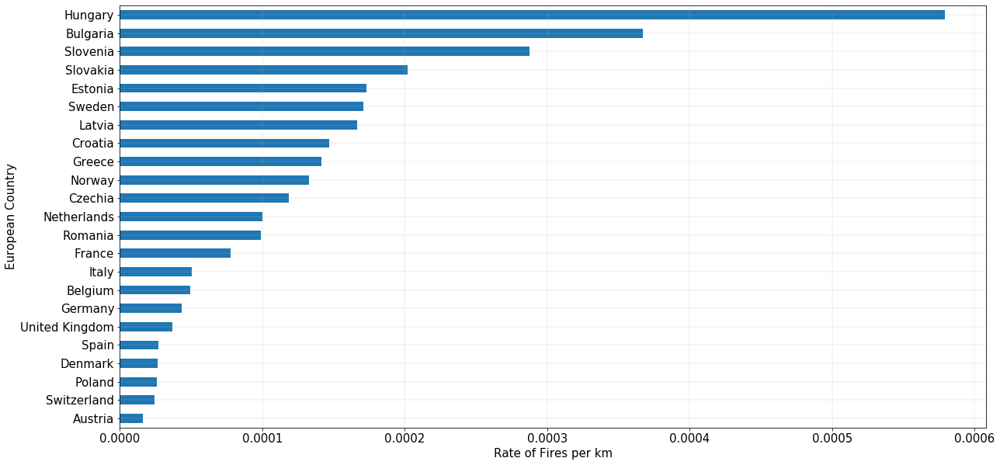 Hungary
Bulgaria
Slovenia
Slovakia
Estonia
Sweden
Latvia
Croatia
Greece
Norway
Czechia
Netherlands
Romania
France
Italy
Belgium
Germany
United Kingdom
Spain
Denmark
Poland
Switzerland
Austria
European Country
0.0000 0.0001 0.0002 0.0003 0.0004 0.0005 0.0006
Rate of Fires per km